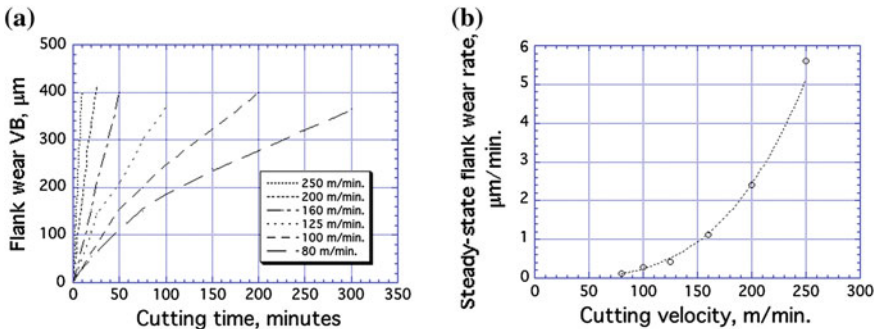 (a)
Flank wear VB, μm
500
400
300
200
100
0
250 m/min.
200 m/min.
160 m/min.
125 m/min.
100 m/min.
80 m/min.
0 50 100 150 200 250 300 350
Cutting time, minutes
(b)
Steady-state flank wear rate,
μm/min.
6
5
4
3
2
1
0
0 50 100 150 200 250 300
Cutting velocity, m/min.